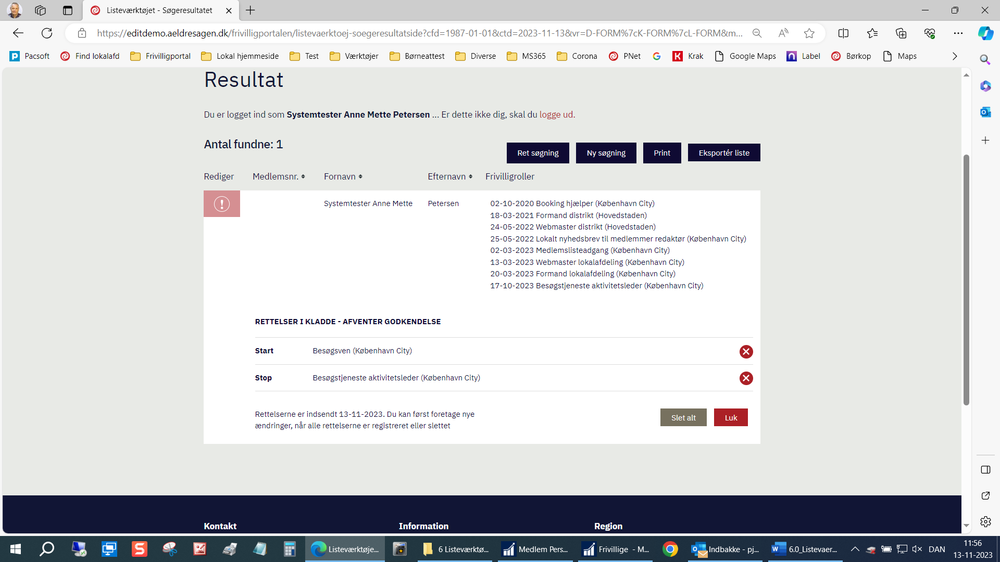 Listeværktøjet - Søgeresultatet
https://editdemo.aeldresagen.dk/frivilligportalen/listevaerktoej-soegeresultatside?cfd=1987-01-01&ctd=2023-11-13&vr=D-FORM%7cK-FORM%7cL-FORM&m...
Pacsoft Find lokalafd Frivilligportal Lokal hjemmeside Test Værktøjer Børneattest Diverse MS365 Corona PNet Krak Google Maps Label Børkop Maps
Resultat
Du er logget ind som Systemtester Anne Mette Petersen ... Er dette ikke dig, skal du logge ud.
Antal fundne: 1
Ret søgning Ny søgning Print Eksportér liste
Rediger Medlemsnr. Fornavn Efternavn Frivilligroller
Systemtester Anne Mette Petersen 02-10-2020 Booking hjælper (København City)
18-03-2021 Formand distrikt (Hovedstaden)
24-05-2022 Webmaster distrikt (Hovedstaden)
25-05-2022 Lokalt nyhedsbrev til medlemmer redaktør (København City)
02-03-2023 Medlemslisteadgang (København City)
13-03-2023 Webmaster lokalafdeling (København City)
20-03-2023 Formand lokalafdeling (København City)
17-10-2023 Besøgstjeneste aktivitetsleder (København City)
RETTELSER I KLADDE - AFVENTER GODKENDELSE
Start Besøgsven (København City)
Stop Besøgstjeneste aktivitetsleder (København City)
Rettelserne er indsendt 13-11-2023. Du kan først foretage nye
ændringer, når alle rettelserne er registreret eller slettet
Slet alt Luk
Kontakt Information Region
Listeværktøje... 6 Listeværktø... Medlem Pers... Frivillige - M... Indbakke - pj... 6.0_Listevaer... DAN 11:56
13-11-2023